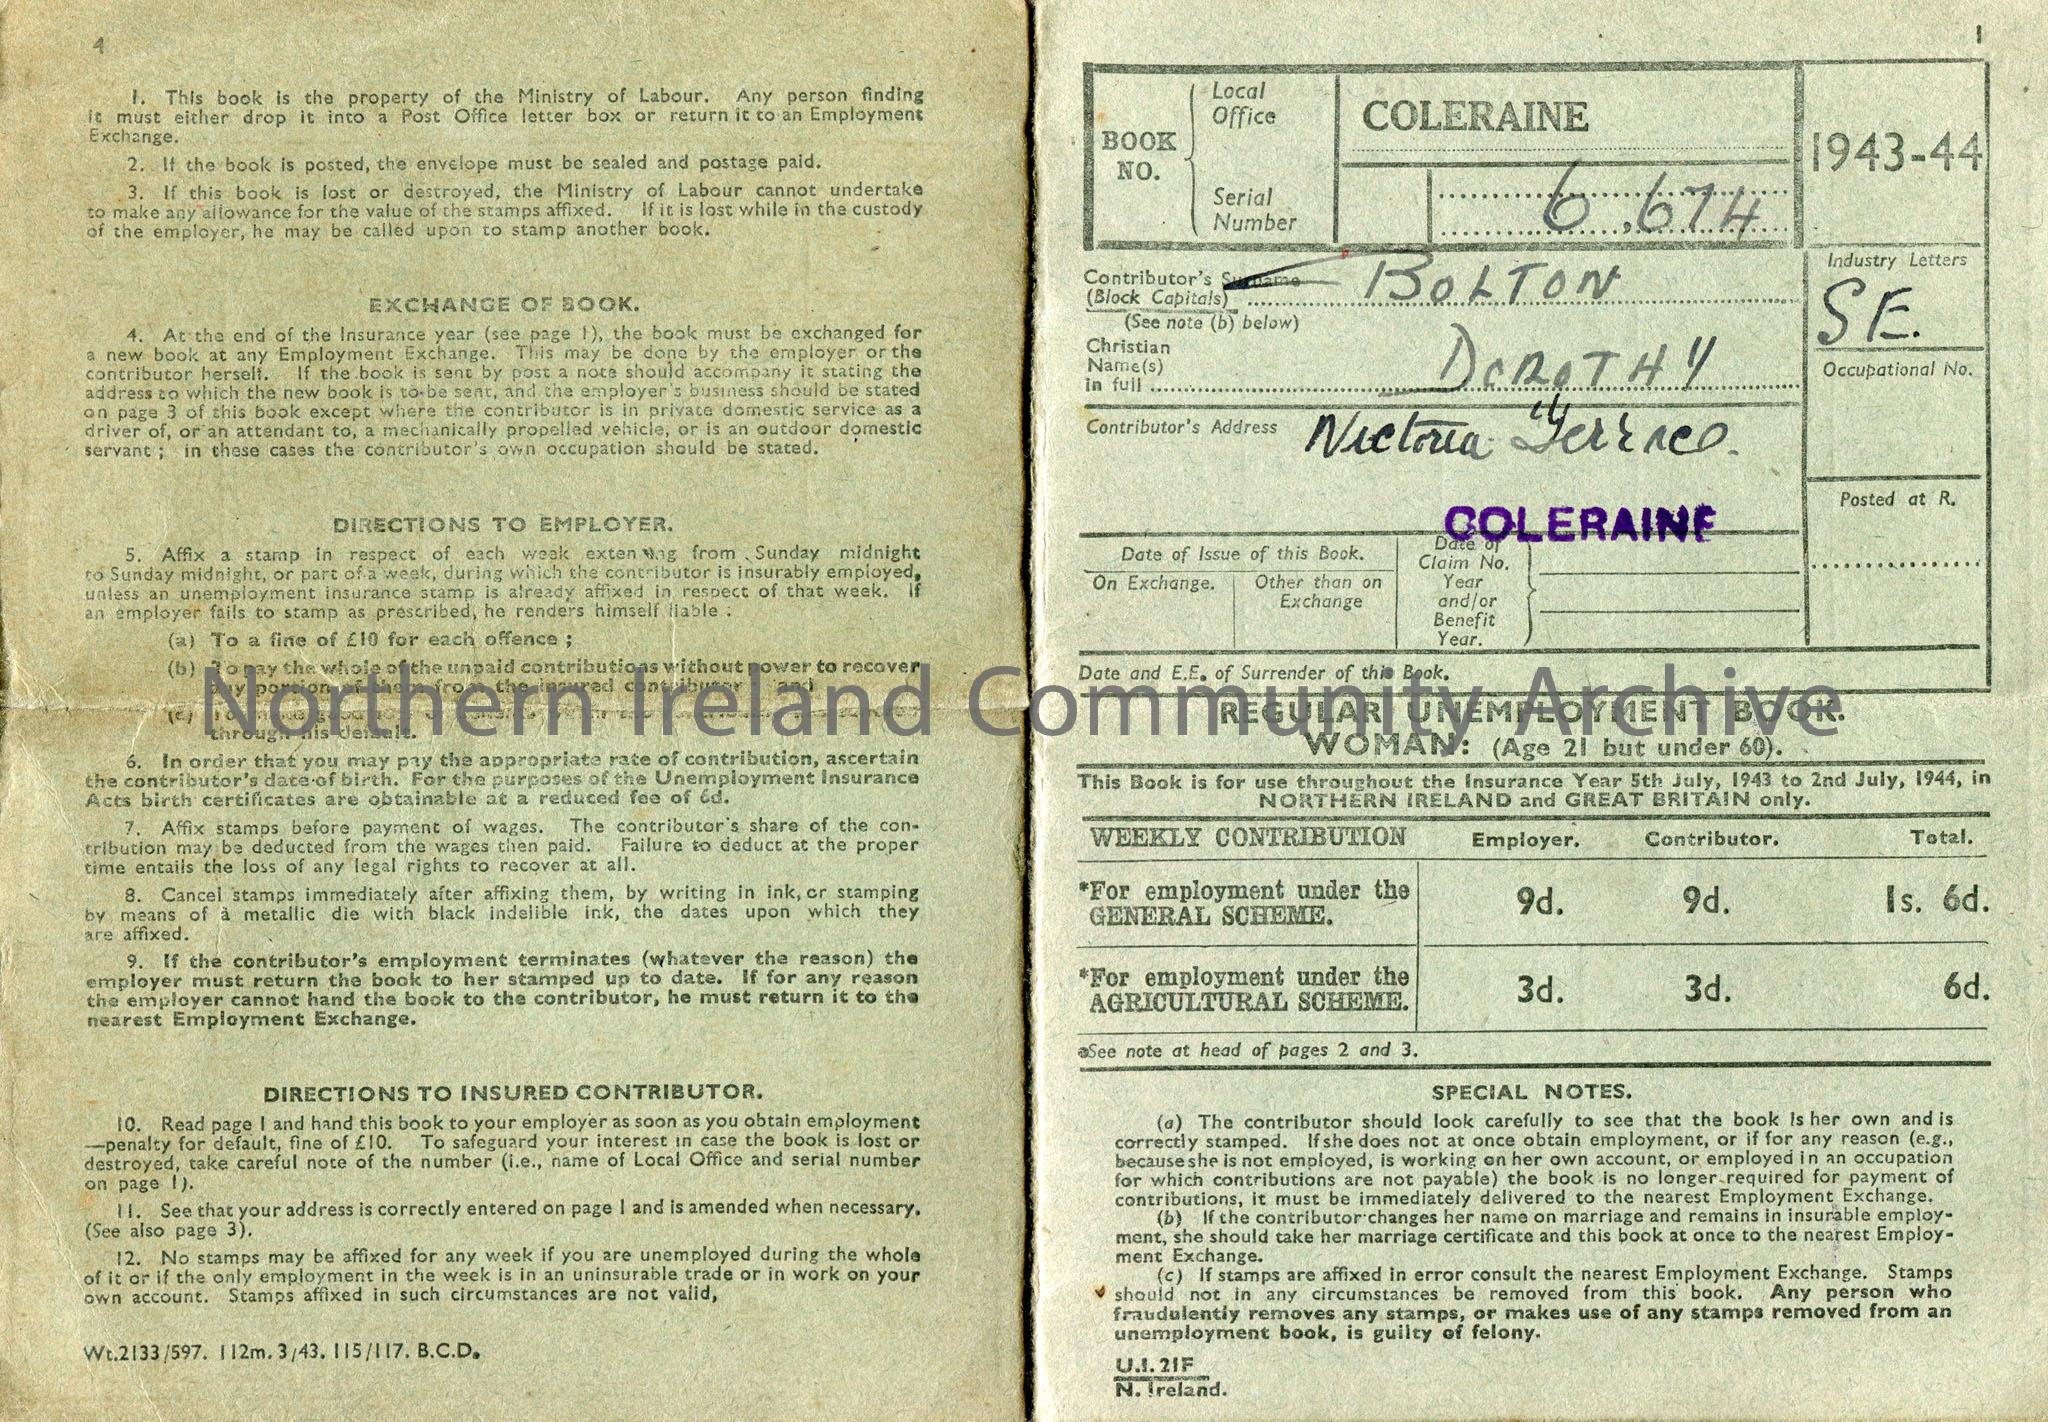 4
1. This book is the property of the Ministry of Labour. Any person finding
it must either drop it into a Post Office letter box or return it to an Employment
Exchange.
2. If the book is posted, the envelope must be sealed and postage paid.
3. If this book is lost or destroyed, the Ministry of Labour cannot undertake
to make any allowance for the value of the stamps affixed. If it is lost while in the custody
of the employer, he may be called upon to stamp another book.
EXCHANGE OF BOOK.
4. At the end of the Insurance year (see page 1), the book must be exchanged for
a new book at any Employment Exchange. This may be done by the employer or the
contributor herself. If the book is sent by post a note should accompany it stating the
address to which the new book is to be sent, and the employer's business should be stated
on page 3 of this book except where the contributor is in private domestic service as a
driver of, or an attendant to, a mechanically propelled vehicle, or is an outdoor domestic
servant; in these cases the contributor's own occupation should be stated.
DIRECTIONS TO EMPLOYER.
5. Affix a stamp in respect of each week extending from Sunday midnight
to Sunday midnight, or part of a week, during which the contributor is insurably employed,
unless an unemployment insurance stamp is already affixed in respect of that week. If
an employer fails to stamp as prescribed, he renders himself liable:
(a) To a fine of £10 for each offence;
(b) To pay the whole of the unpaid contributions without power to recover
any portion of them from the insured contributor and
(c) To
through his default.
6. In order that you may pay the appropriate rate of contribution, ascertain
the contributor's date of birth. For the purposes of the Unemployment Insurance
Acts birth certificates are obtainable at a reduced fee of 6d.
7. Affix stamps before payment of wages. The contributor's share of the con-
tribution may be deducted from the wages then paid. Failure to deduct at the proper
time entails the loss of any legal rights to recover at all.
8. Cancel stamps immediately after affixing them, by writing in ink, or stamping
by means of a metallic die with black indelible ink, the dates upon which they
are affixed.
9. If the contributor's employment terminates (whatever the reason) the
employer must return the book to her stamped up to date. If for any reason
the employer cannot hand the book to the contributor, he must return it to the
nearest Employment Exchange.
DIRECTIONS TO INSURED CONTRIBUTOR.
10. Read page 1 and hand this book to your employer as soon as you obtain employment
—penalty for default, fine of £10. To safeguard your interest in case the book is lost or
destroyed, take careful note of the number (i.e., name of Local Office and serial number
on page 1).
11. See that your address is correctly entered on page 1 and is amended when necessary.
(See also page 3).
12. No stamps may be affixed for any week if you are unemployed during the whole
of it or if the only employment in the week is in an uninsurable trade or in work on your
own account. Stamps affixed in such circumstances are not valid,
Wt.2133/597. 112m. 3/43. 115/117. B.C.D.
1
BOOK NO.
Local Office
COLERAINE
1943-44
Serial Number
6,674
Contributor's Surname
(Block Capitals)
BOLTON
(See note (b) below)
Christian
Name(s)
in full
DOROTHY
Industry Letters
SE.
Occupational No.
Contributor's Address
Victoria Terrace.
COLERAINE
Posted at R.
Date of Issue of this Book.
On Exchange.
Other than on Exchange
Date of
Claim No.
Year
and/or
Benefit
Year.
Date and E.E. of Surrender of this Book.
Northern Ireland Community Archive
REGULAR UNEMPLOYMENT BOOK.
WOMAN: (Age 21 but under 60).
This Book is for use throughout the Insurance Year 5th July, 1943 to 2nd July, 1944, in
NORTHERN IRELAND and GREAT BRITAIN only.
WEEKLY CONTRIBUTION Employer. Contributor. Total.
*For employment under the
GENERAL SCHEME. 9d. 9d. 1s. 6d.
*For employment under the
AGRICULTURAL SCHEME. 3d. 3d. 6d.
*See note at head of pages 2 and 3.
SPECIAL NOTES.
(a) The contributor should look carefully to see that the book is her own and is
correctly stamped. If she does not at once obtain employment, or if for any reason (e.g.,
because she is not employed, is working on her own account, or employed in an occupation
for which contributions are not payable) the book is no longer required for payment of
contributions, it must be immediately delivered to the nearest Employment Exchange.
(b) If the contributor changes her name on marriage and remains in insurable employ-
ment, she should take her marriage certificate and this book at once to the nearest Employ-
ment Exchange.
(c) If stamps are affixed in error consult the nearest Employment Exchange. Stamps
should not in any circumstances be removed from this book. Any person who
fraudulently removes any stamps, or makes use of any stamps removed from an
unemployment book, is guilty of felony.
U.I. 21F
N. Ireland.